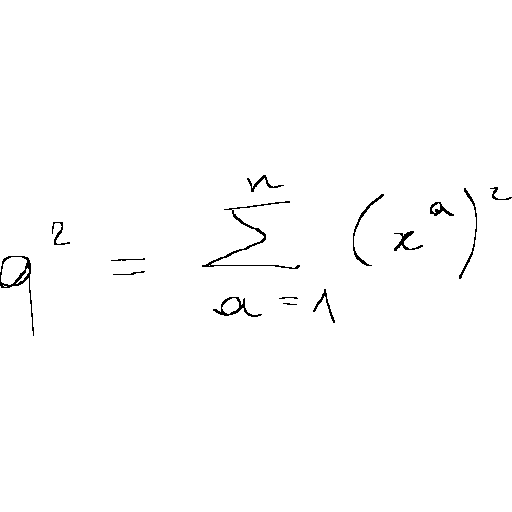 q^2 = \sum_{a=1}^{n} (x^a)^2